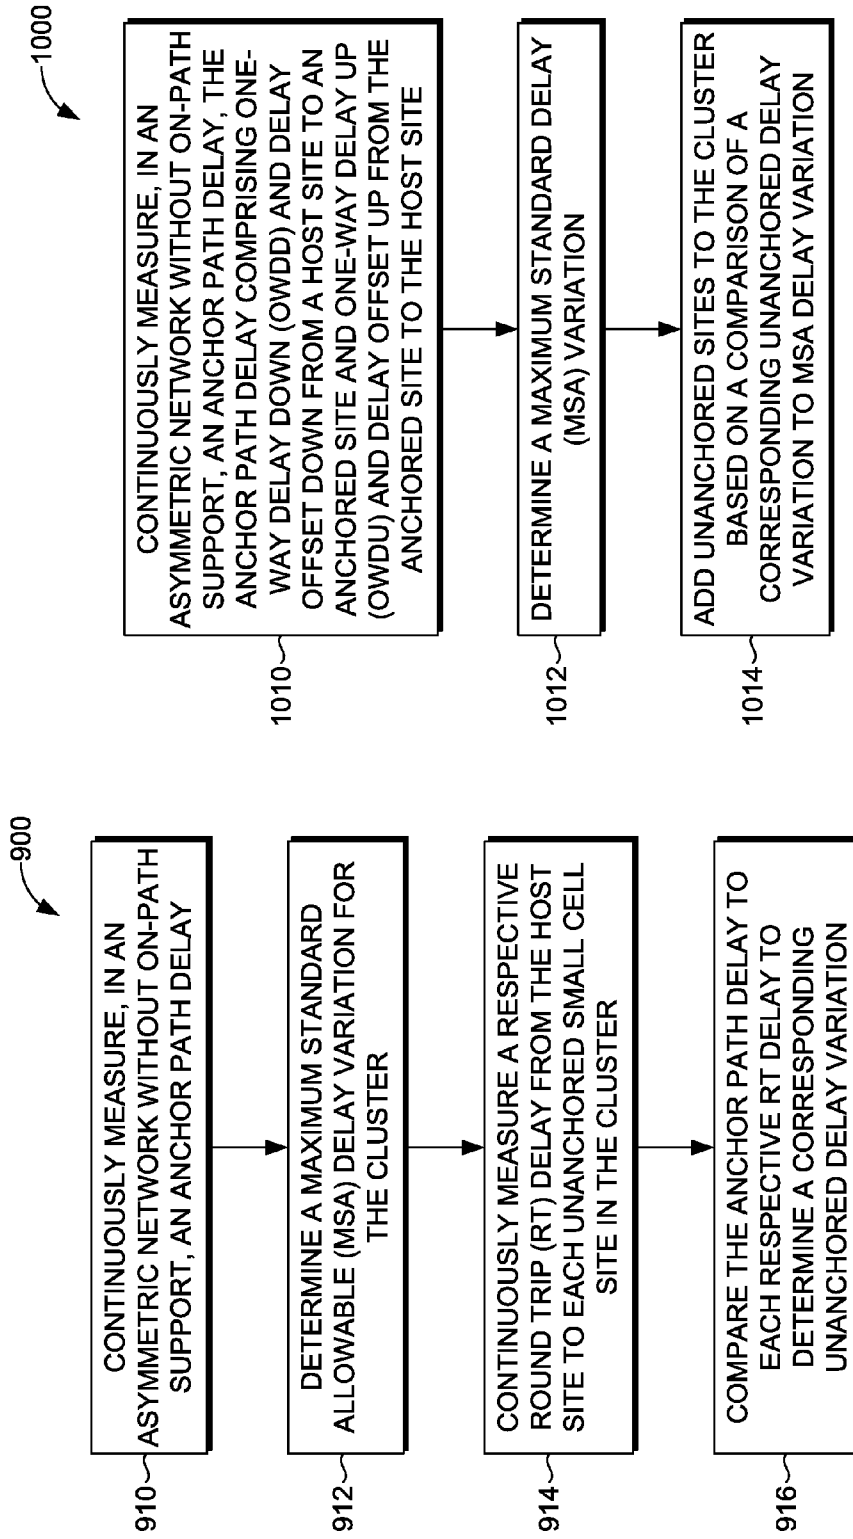 900
910
CONTINUOUSLY MEASURE, IN AN
ASYMMETRIC NETWORK WITHOUT ON-PATH
SUPPORT, AN ANCHOR PATH DELAY
912
DETERMINE A MAXIMUM STANDARD
ALLOWABLE (MSA) DELAY VARIATION FOR
THE CLUSTER
914
CONTINUOUSLY MEASURE A RESPECTIVE
ROUND TRIP (RT) DELAY FROM THE HOST
SITE TO EACH UNANCHORED SMALL CELL
SITE IN THE CLUSTER
916
COMPARE THE ANCHOR PATH DELAY TO
EACH RESPECTIVE RT DELAY TO
DETERMINE A CORRESPONDING
UNANCHORED DELAY VARIATION
1000
1010
CONTINUOUSLY MEASURE, IN AN
ASYMMETRIC NETWORK WITHOUT ON-PATH
SUPPORT, AN ANCHOR PATH DELAY, THE
ANCHOR PATH DELAY COMPRISING ONE-
WAY DELAY DOWN (OWDD) AND DELAY
OFFSET DOWN FROM A HOST SITE TO AN
ANCHORED SITE AND ONE-WAY DELAY UP
(OWDU) AND DELAY OFFSET UP FROM THE
ANCHORED SITE TO THE HOST SITE
1012
DETERMINE A MAXIMUM STANDARD DELAY
(MSA) VARIATION
1014
ADD UNANCHORED SITES TO THE CLUSTER
BASED ON A COMPARISON OF A
CORRESPONDING UNANCHORED DELAY
VARIATION TO MSA DELAY VARIATION